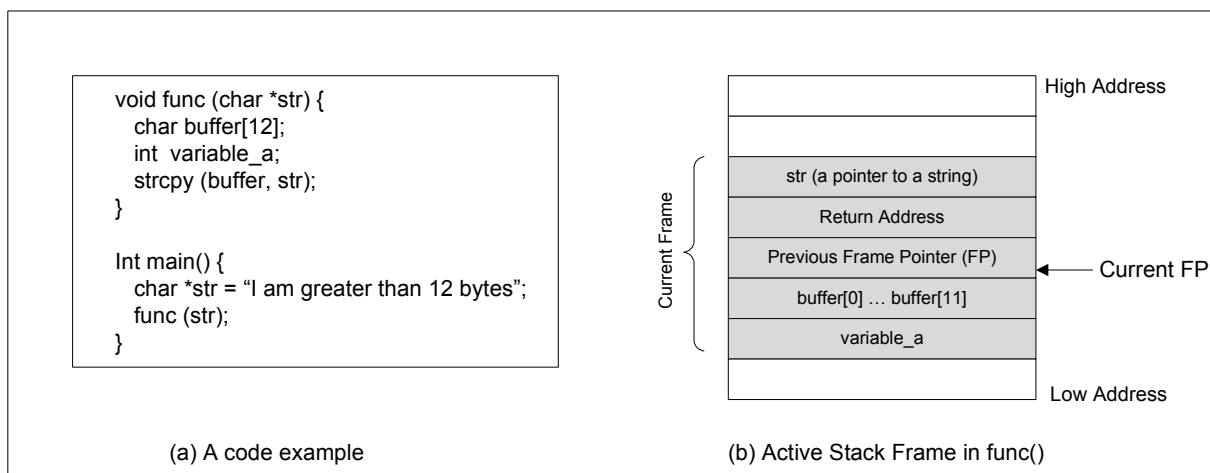 void func (char *str) {
char buffer[12];
int variable_a;
strcpy (buffer, str);
}
Int main() {
char *str = “I am greater than 12 bytes”;
func (str);
}
(a) A code example
High Address
Current Frame
str (a pointer to a string)
Return Address
Previous Frame Pointer (FP)
Current FP
buffer[0] … buffer[11]
variable_a
Low Address
(b) Active Stack Frame in func()